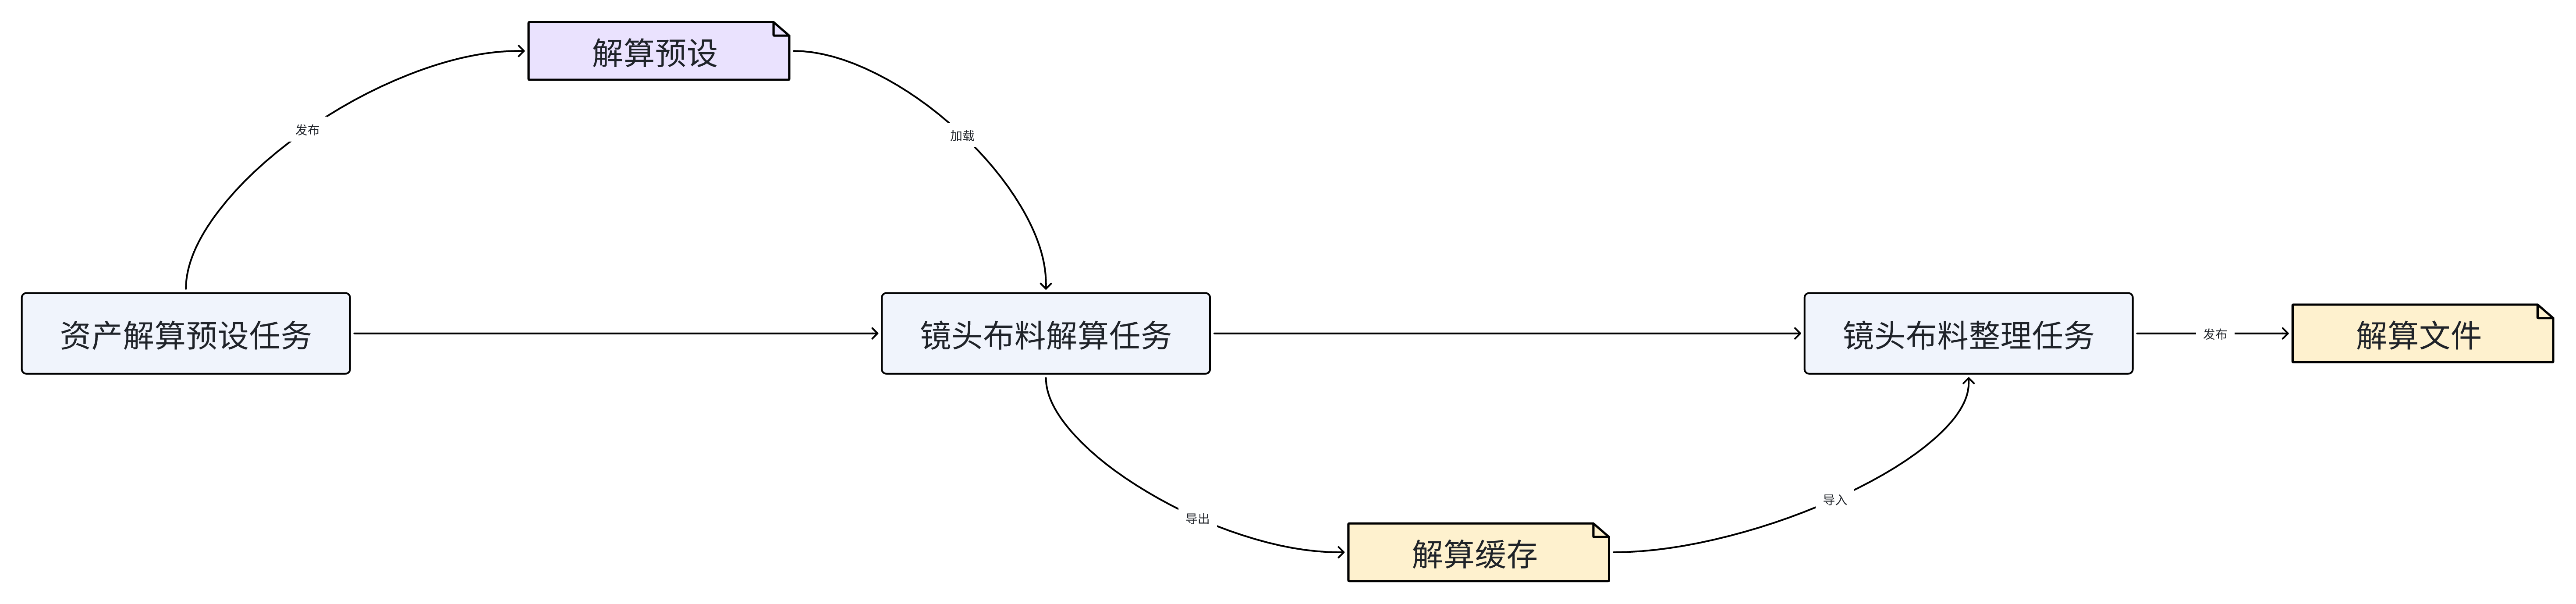 解算预设
发布
加载
资产解算预设任务
镜头布料解算任务
镜头布料整理任务
发布
解算文件
导出
导入
解算缓存